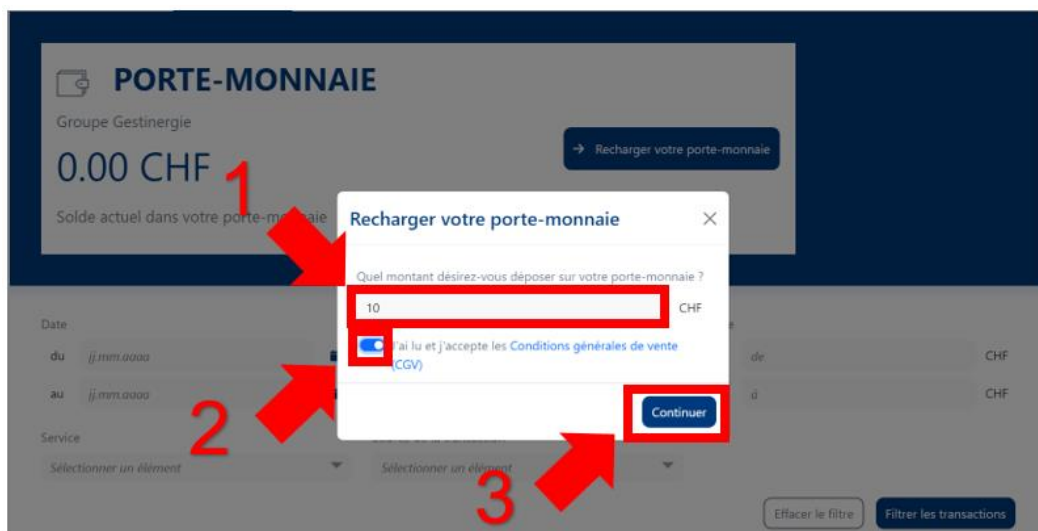 PORTE-MONNAIE
Groupe Gestinergie
0.00 CHF
→ Recharger votre porte-monnaie
Solde actuel dans votre porte-monnaie
1
Recharger votre porte-monnaie
Quel montant désirez-vous déposer sur votre porte-monnaie ?
10 CHF
J'ai lu et j'accepte les Conditions générales de vente
(CGV)
2
Continuer
3
Date
du jj.mm.aaaa
de CHF
au jj.mm.aaaa
à CHF
Service
Sélectionner un élément
Sélectionner un élément
Effacer le filtre
Filtrer les transactions